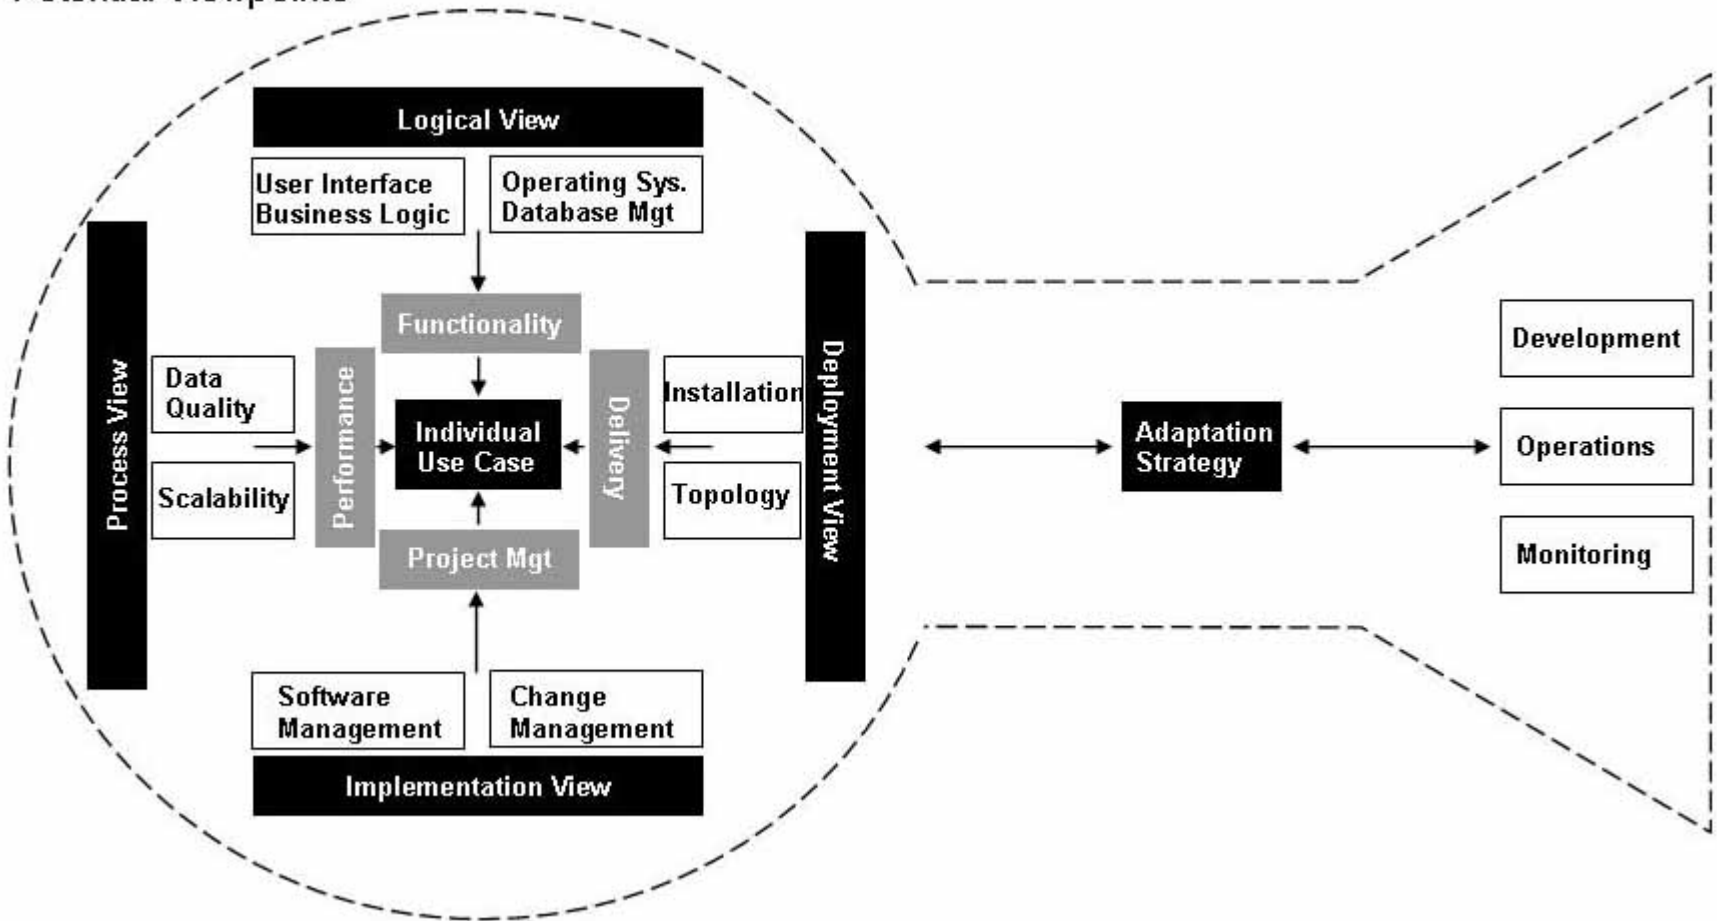 Logical View
User Interface
Business Logic
Operating Sys.
Database Mgt
Functionality
Process View
Data
Quality
Scalability
Performance
Individual
Use Case
Delivery
Installation
Topology
Deployment View
Project Mgt
Software
Management
Change
Management
Implementation View
Adaptation
Strategy
Development
Operations
Monitoring